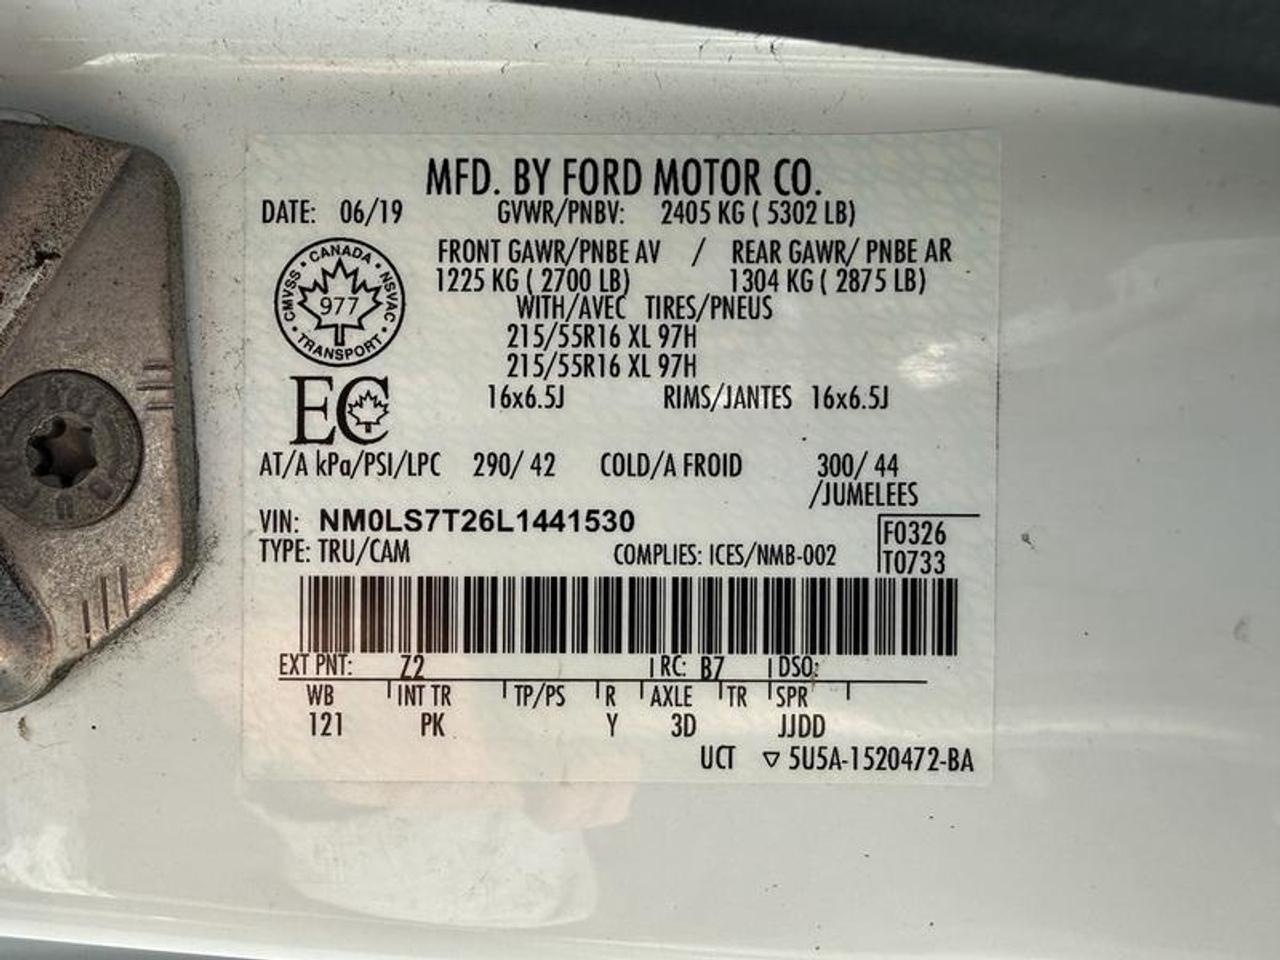 MFD. BY FORD MOTOR CO.
DATE: 06/19 GVWR/PNBV: 2405 KG ( 5302 LB)
FRONT GAWR/PNBE AV / REAR GAWR/ PNBE AR
1225 KG ( 2700 LB) 1304 KG ( 2875 LB)
WITH/AVEC TIRES/PNEUS
215/55R16 XL 97H
215/55R16 XL 97H
16x6.5J RIMS/JANTES 16x6.5J
CMVSS • CANADA • NSVAC • TRANSPORT •
977
EC
AT/A kPa/PSI/LPC 290/ 42 COLD/A FROID 300/ 44
/JUMELEES
VIN: NM0LS7T26L1441530
F0326
TYPE: TRU/CAM COMPLIES: ICES/NMB-002 T0733
EXT PNT: Z2 RC: B7 DSO:
WB INT TR TP/PS R AXLE TR SPR
121 PK Y 3D JJDD
UCT ▽ 5U5A-1520472-BA